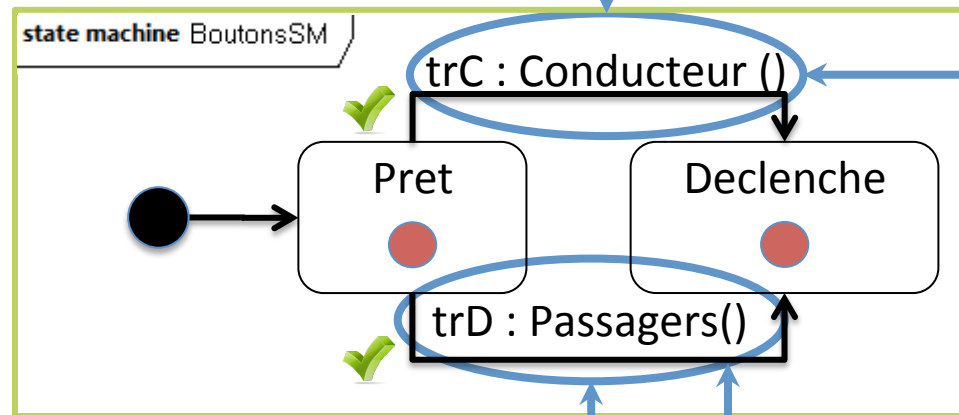 state machine BoutonsSM
trC : Conducteur ()
Pret
Declenche
trD : Passagers()